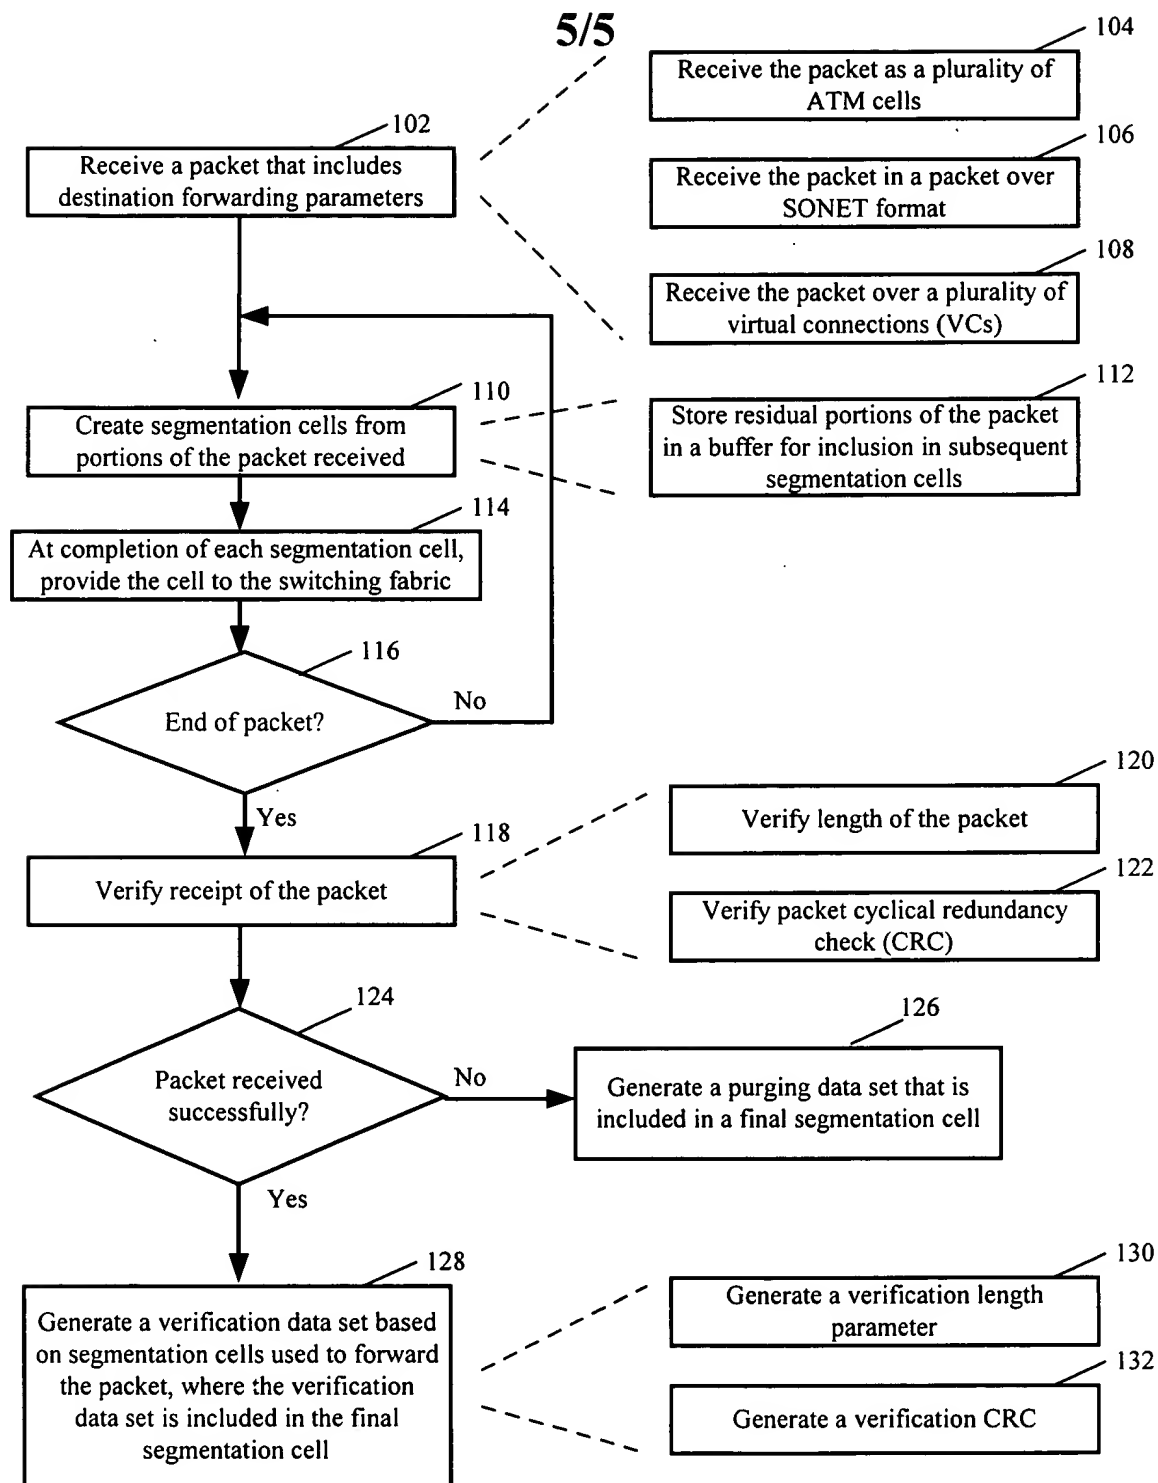 5/5
104
Receive the packet as a plurality of
ATM cells
102
Receive a packet that includes
destination forwarding parameters
106
Receive the packet in a packet over
SONET format
108
Receive the packet over a plurality of
virtual connections (VCs)
110
Create segmentation cells from
portions of the packet received
112
Store residual portions of the packet
in a buffer for inclusion in subsequent
segmentation cells
114
At completion of each segmentation cell,
provide the cell to the switching fabric
116
End of packet?
No
Yes
118
Verify receipt of the packet
120
Verify length of the packet
122
Verify packet cyclical redundancy
check (CRC)
124
Packet received
successfully?
No
Yes
126
Generate a purging data set that is
included in a final segmentation cell
128
Generate a verification data set based
on segmentation cells used to forward
the packet, where the verification
data set is included in the final
segmentation cell
130
Generate a verification length
parameter
132
Generate a verification CRC